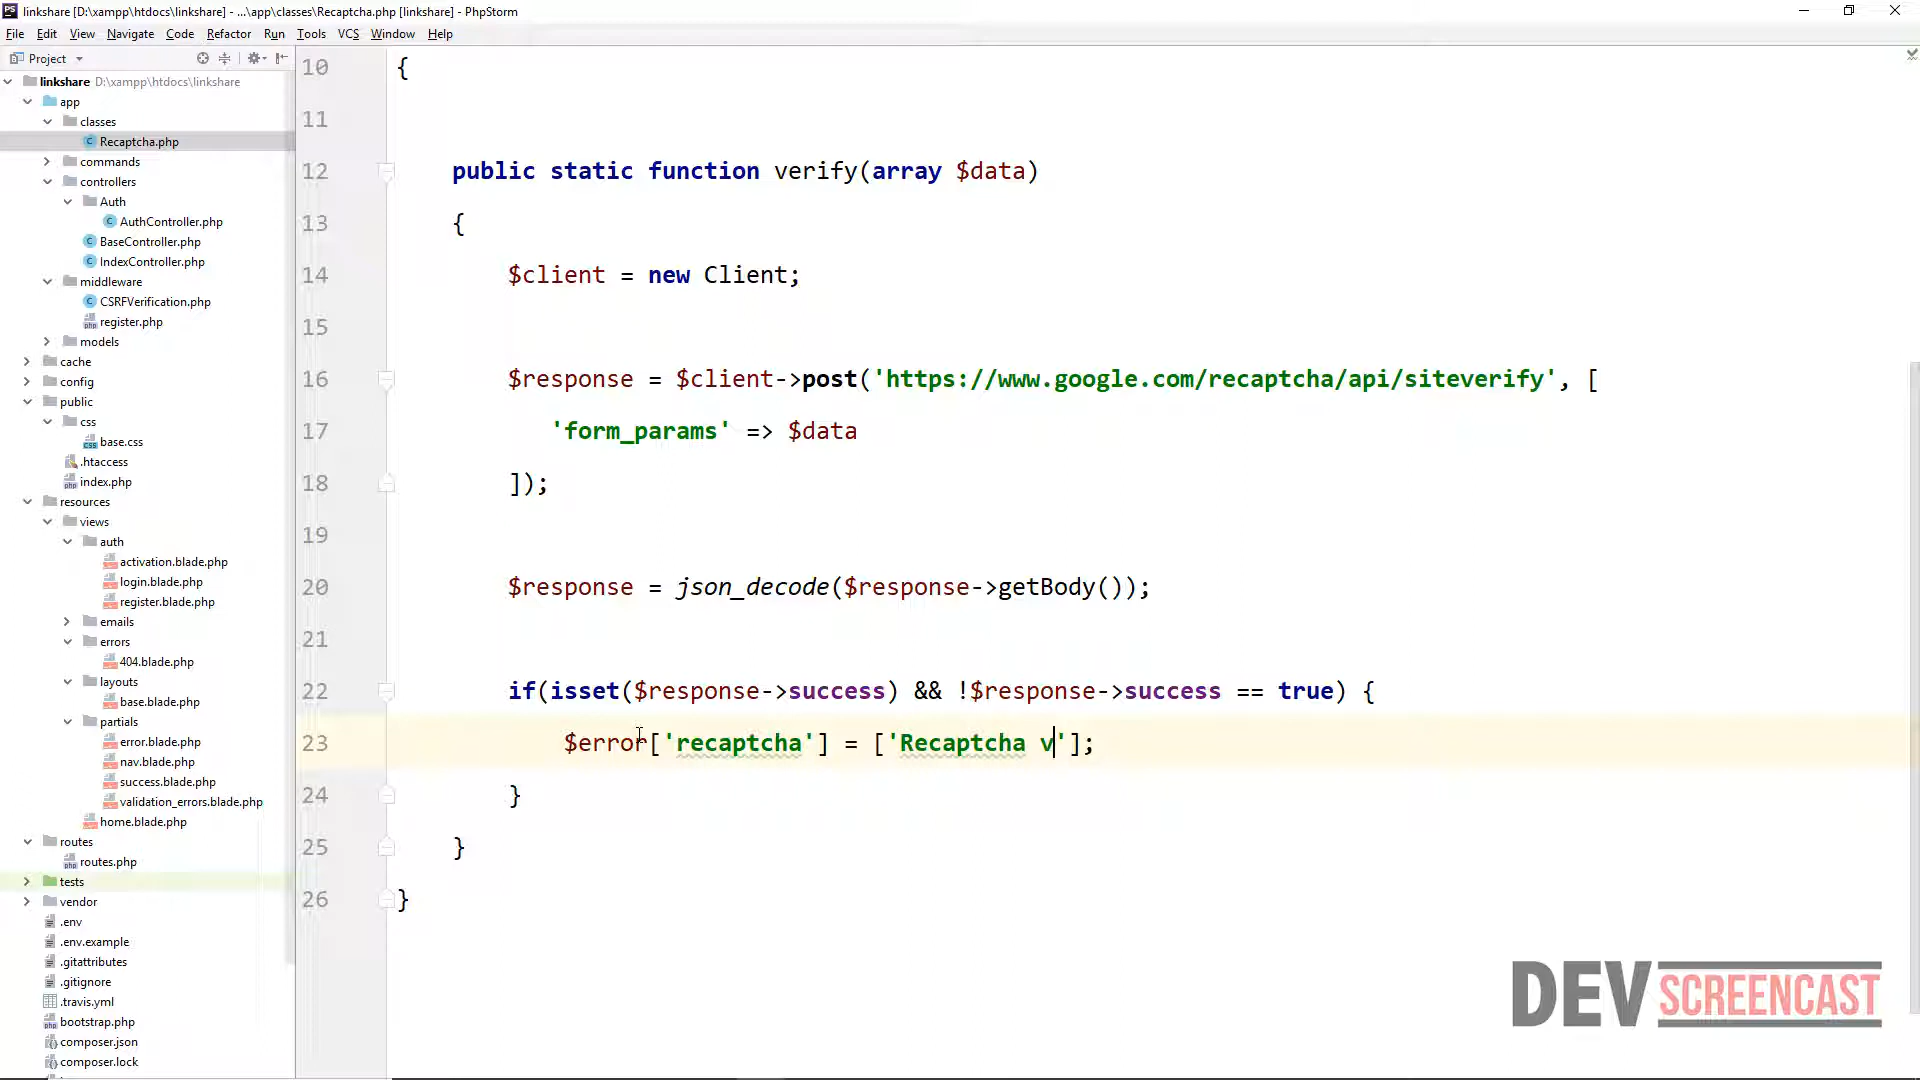 linkshare [D:\xampp\htdocs\linkshare] - ...\app\classes\Recaptcha.php [linkshare] - PhpStorm
File Edit View Navigate Code Refactor Run Tools VCS Window Help
Project
linkshare D:\xampp\htdocs\linkshare
app
classes
Recaptcha.php
commands
controllers
Auth
AuthController.php
BaseController.php
IndexController.php
middleware
CSRFVerification.php
register.php
models
cache
config
public
css
base.css
.htaccess
index.php
resources
views
auth
activation.blade.php
login.blade.php
register.blade.php
emails
errors
404.blade.php
layouts
base.blade.php
partials
error.blade.php
nav.blade.php
success.blade.php
validation_errors.blade.php
home.blade.php
routes
routes.php
tests
vendor
.env
.env.example
.gitattributes
.gitignore
.travis.yml
bootstrap.php
composer.json
composer.lock
10 {
11
12 public static function verify(array $data)
13 {
14 $client = new Client;
15
16 $response = $client->post('https://www.google.com/recaptcha/api/siteverify', [
17 'form_params' => $data
18 ]);
19
20 $response = json_decode($response->getBody());
21
22 if(isset($response->success) && !$response->success == true) {
23 $error['recaptcha'] = ['Recaptcha v'];
24 }
25 }
26 }
DEV SCREENCAST